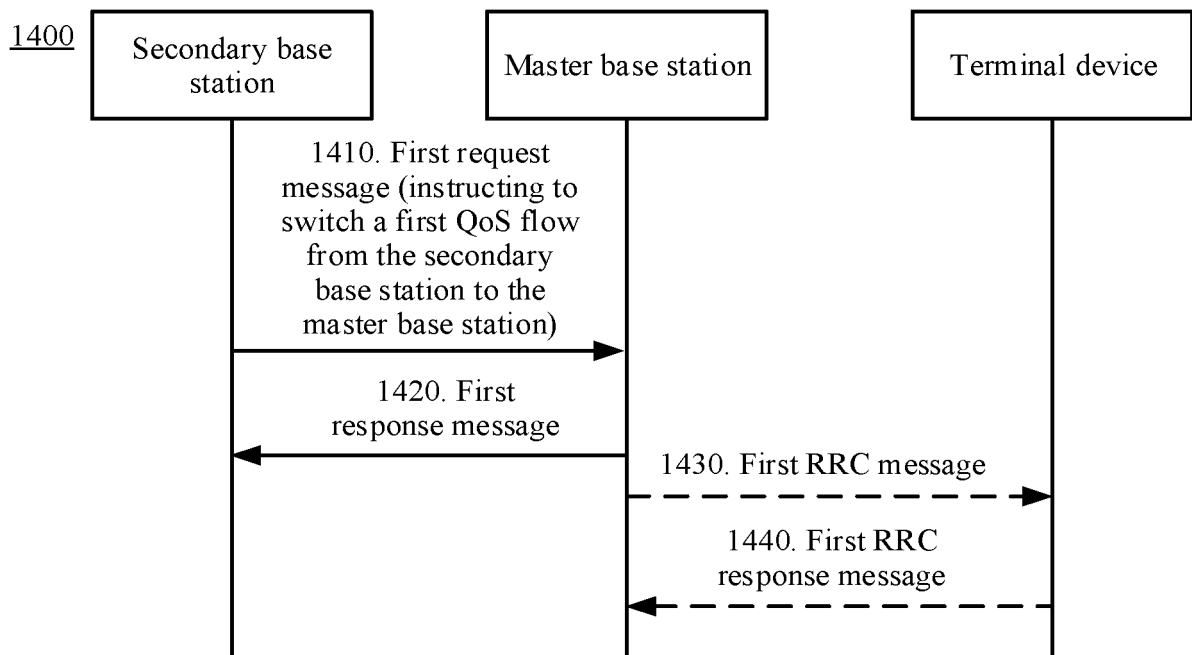 1400
Secondary base
station
Master base station
Terminal device
1410. First request
message (instructing to
switch a first QoS flow
from the secondary
base station to the
master base station)
1420. First
response message
1430. First RRC message
1440. First RRC
response message